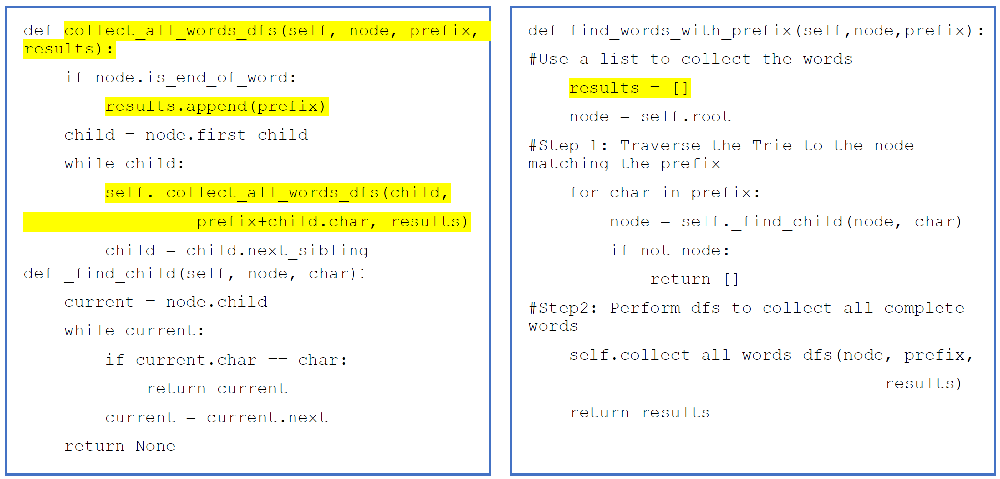 def collect_all_words_dfs(self, node, prefix,
results):
    if node.is_end_of_word:
        results.append(prefix)
    child = node.first_child
    while child:
        self. collect_all_words_dfs(child,
                 prefix+child.char, results)
        child = child.next_sibling
def _find_child(self, node, char):
    current = node.child
    while current:
        if current.char == char:
            return current
        current = current.next
    return None
def find_words_with_prefix(self,node,prefix):
#Use a list to collect the words
    results = []
    node = self.root
#Step 1: Traverse the Trie to the node
matching the prefix
    for char in prefix:
        node = self._find_child(node, char)
        if not node:
            return []
#Step2: Perform dfs to collect all complete
words
    self.collect_all_words_dfs(node, prefix,
                                   results)
    return results